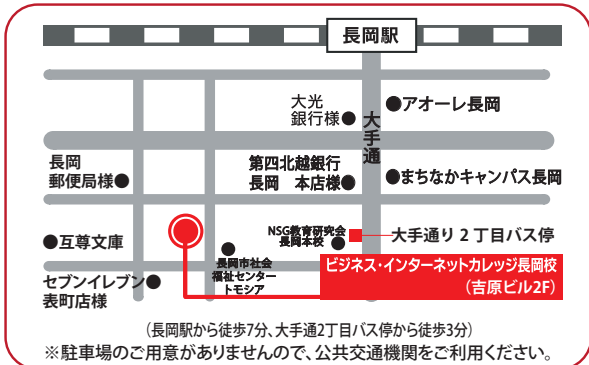 長岡駅
大光
銀行様
大手通
アオーレ長岡
長岡
郵便局様
第四北越銀行
長岡　本店様
まちなかキャンパス長岡
互尊文庫
NSG教育研究会
長岡本校
大手通り 2 丁目バス停
長岡市社会
福祉センター
トモシア
ビジネス・インターネットカレッジ長岡校
(吉原ビル2F)
セブンイレブン
表町店様
(長岡駅から徒歩7分、大手通2丁目バス停から徒歩3分)
※駐車場のご用意がありませんので、公共交通機関をご利用ください。